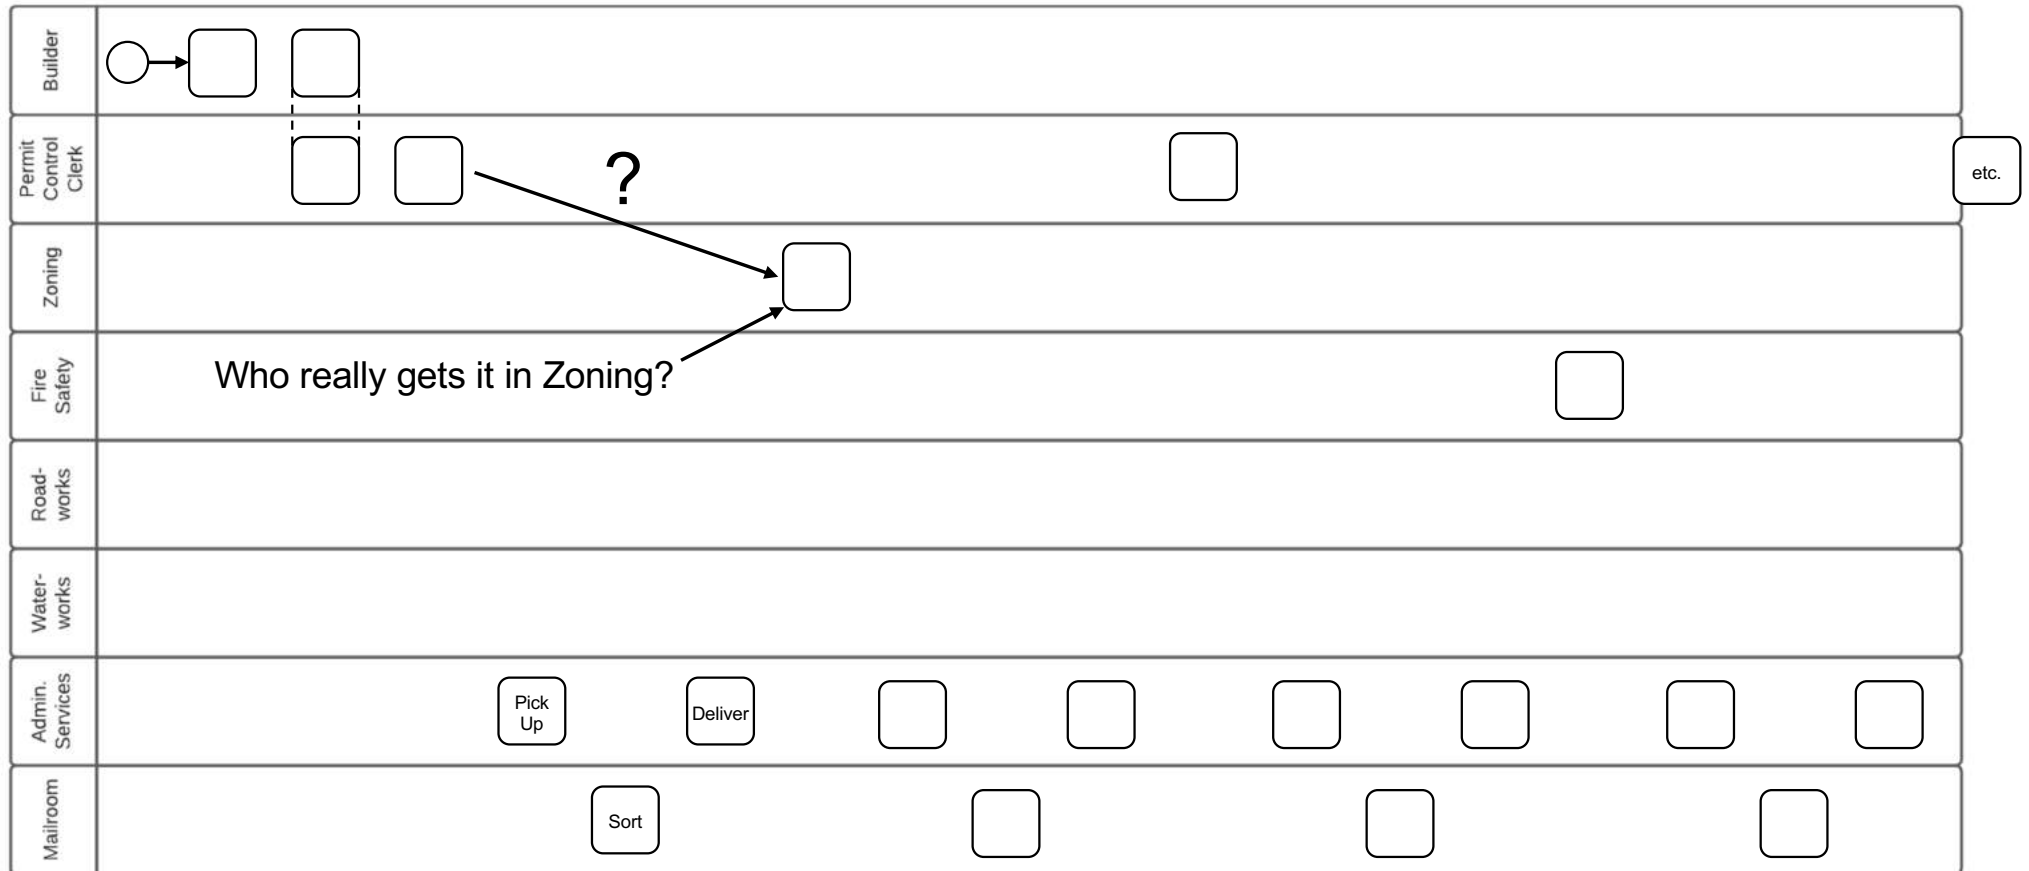 Builder
Permit
Control
Clerk
?
etc.
Zoning
Who really gets it in Zoning?
Fire
Safety
Road-
works
Water-
works
Admin.
Services
Pick
Up
Deliver
Mailroom
Sort